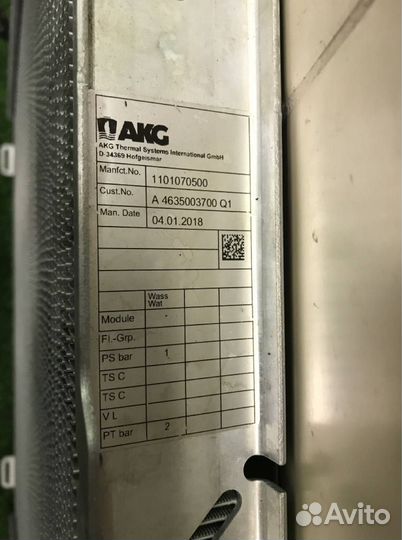 AKG
AKG Thermal Systems International GmbH
D-34369 Hofgeismar
Manfct.No. 1101070500
Cust.No. A 4635003700 Q1
Man. Date 04.01.2018
Wass
Wat
Module -
Fl.-Grp.
PS bar 1
TS C
TS C
V L
PT bar 2
Avito